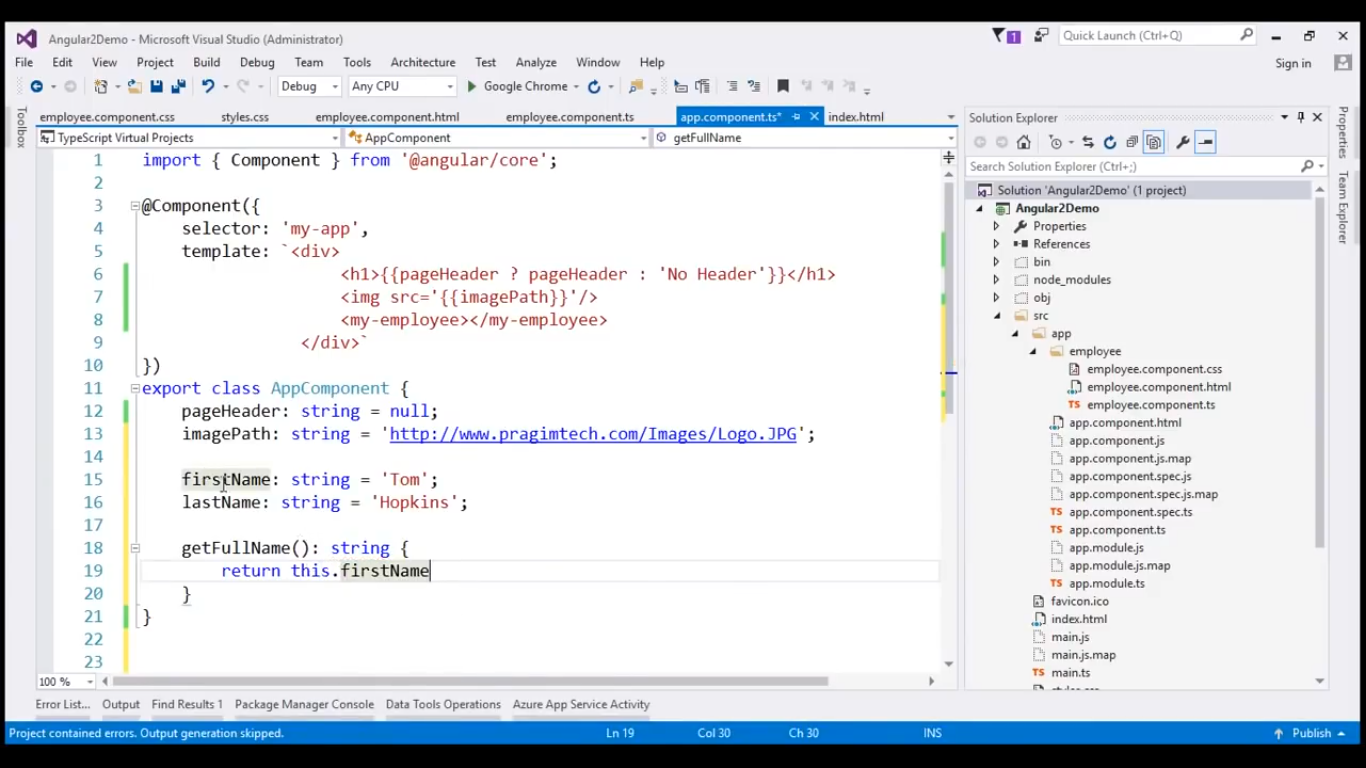 Angular2Demo - Microsoft Visual Studio (Administrator)
1
Quick Launch (Ctrl+Q)
File Edit View Project Build Debug Team Tools Architecture Test Analyze Window Help
Sign in
Debug Any CPU Google Chrome
employee.component.css styles.css employee.component.html employee.component.ts app.component.ts* index.html
TypeScript Virtual Projects AppComponent getFullName
Toolbox
1 import { Component } from '@angular/core';
2
3 @Component({
4 selector: 'my-app',
5 template: `<div>
6 <h1>{{pageHeader ? pageHeader : 'No Header'}}</h1>
7 <img src='{{imagePath}}'/>
8 <my-employee></my-employee>
9 </div>`
10 })
11 export class AppComponent {
12 pageHeader: string = null;
13 imagePath: string = 'http://www.pragimtech.com/Images/Logo.JPG';
14
15 firstName: string = 'Tom';
16 lastName: string = 'Hopkins';
17
18 getFullName(): string {
19 return this.firstName
20 }
21 }
22
23
100 %
Solution Explorer
Search Solution Explorer (Ctrl+;)
Solution 'Angular2Demo' (1 project)
Angular2Demo
Properties
References
bin
node_modules
obj
src
app
employee
employee.component.css
employee.component.html
employee.component.ts
app.component.html
app.component.js
app.component.js.map
app.component.spec.js
app.component.spec.js.map
app.component.spec.ts
app.component.ts
app.module.js
app.module.js.map
app.module.ts
favicon.ico
index.html
main.js
main.js.map
main.ts
Properties
Team Explorer
Error List... Output Find Results 1 Package Manager Console Data Tools Operations Azure App Service Activity
Project contained errors. Output generation skipped. Ln 19 Col 30 Ch 30 INS Publish